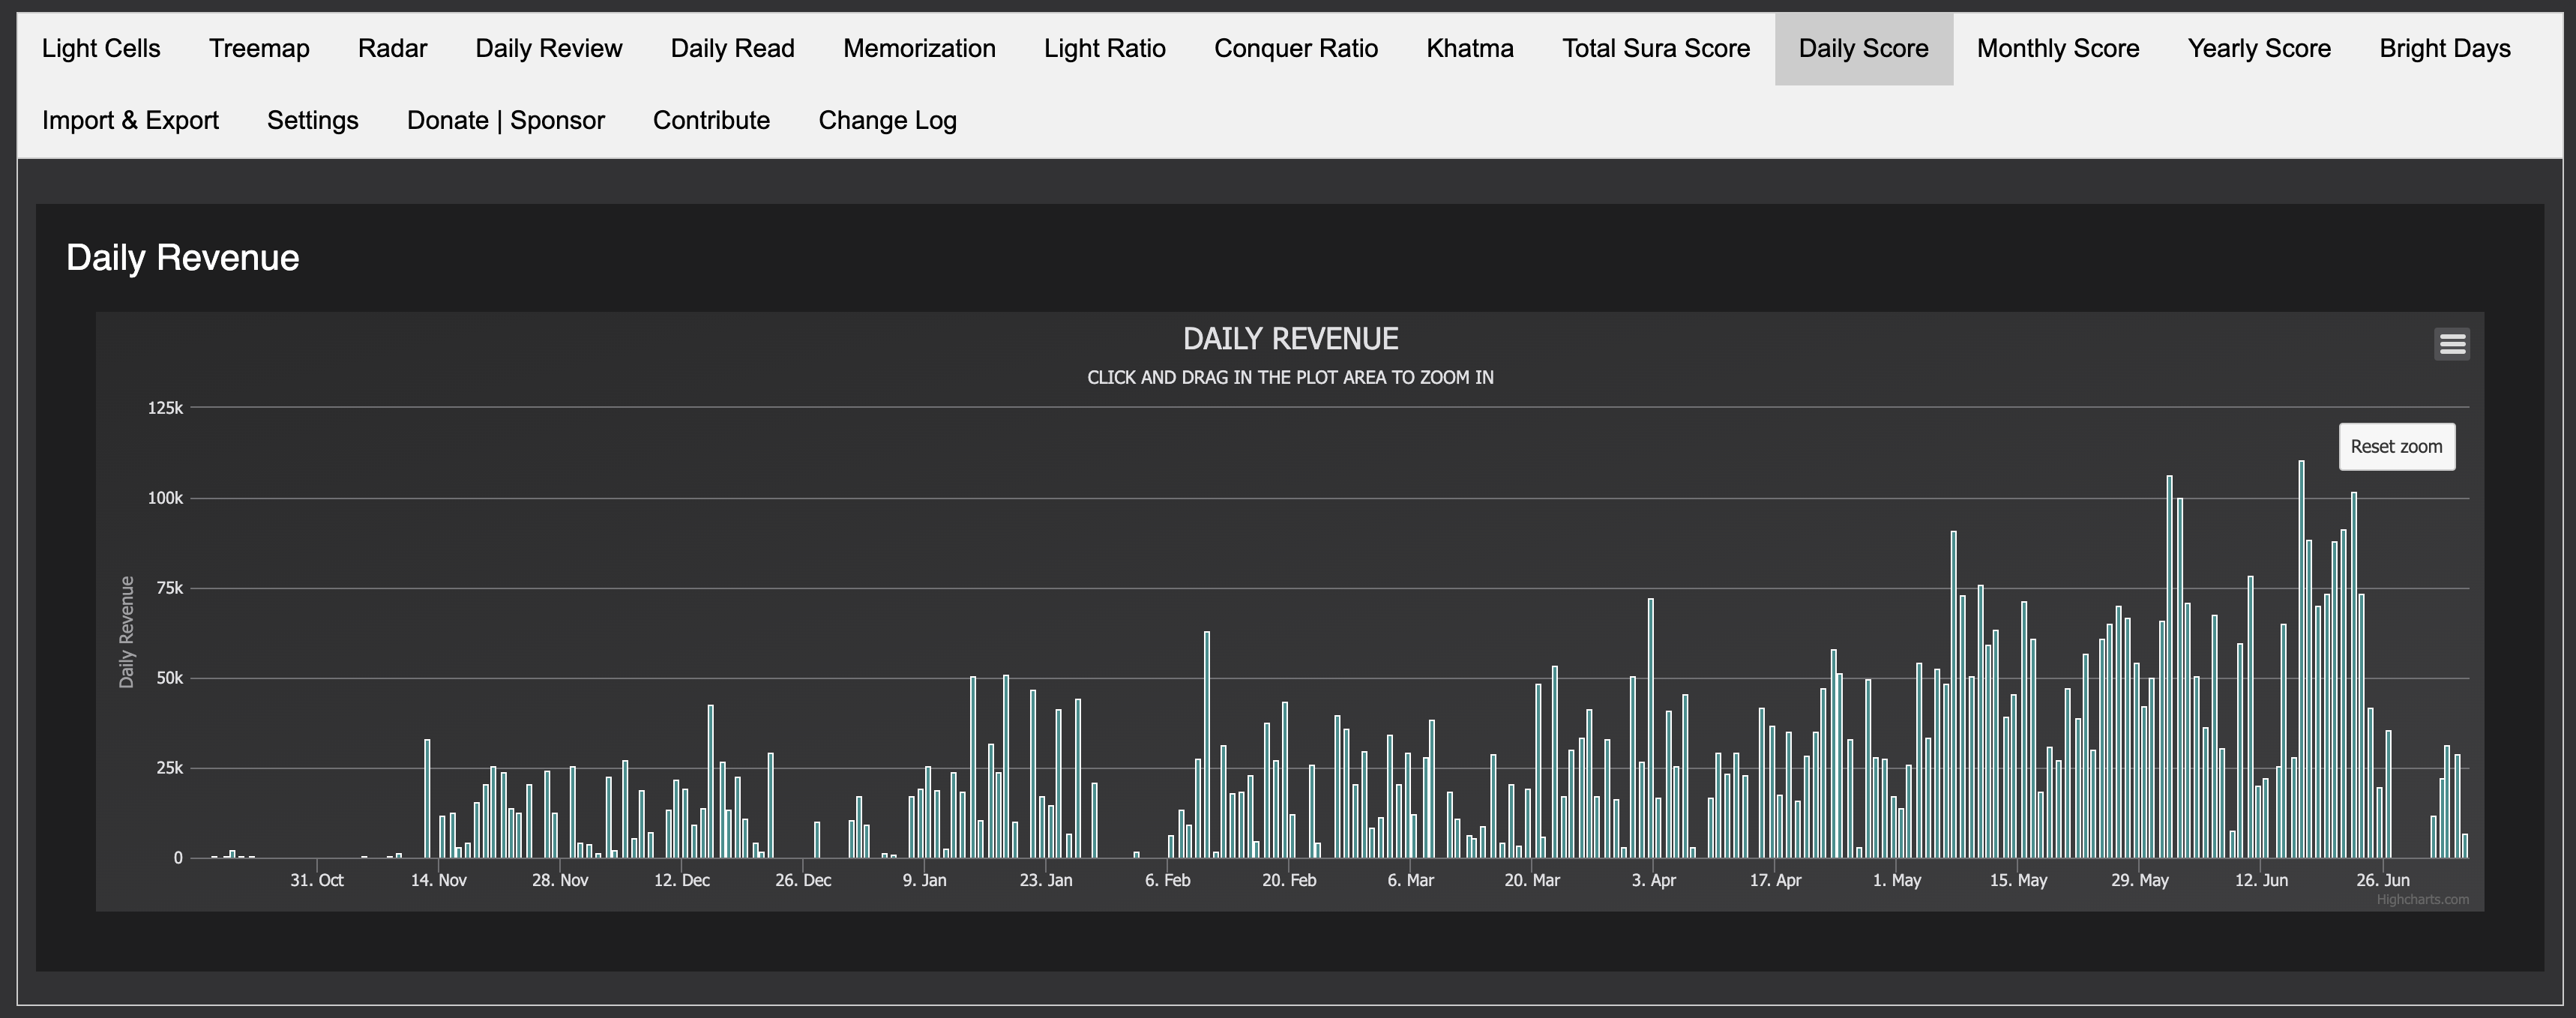 Light Cells Treemap Radar Daily Review Daily Read Memorization Light Ratio Conquer Ratio Khatma Total Sura Score Daily Score Monthly Score Yearly Score Bright Days
Import & Export Settings Donate | Sponsor Contribute Change Log
Daily Revenue
DAILY REVENUE
CLICK AND DRAG IN THE PLOT AREA TO ZOOM IN
Reset zoom
Daily Revenue
125k
100k
75k
50k
25k
0
31. Oct 14. Nov 28. Nov 12. Dec 26. Dec 9. Jan 23. Jan 6. Feb 20. Feb 6. Mar 20. Mar 3. Apr 17. Apr 1. May 15. May 29. May 12. Jun 26. Jun
Highcharts.com